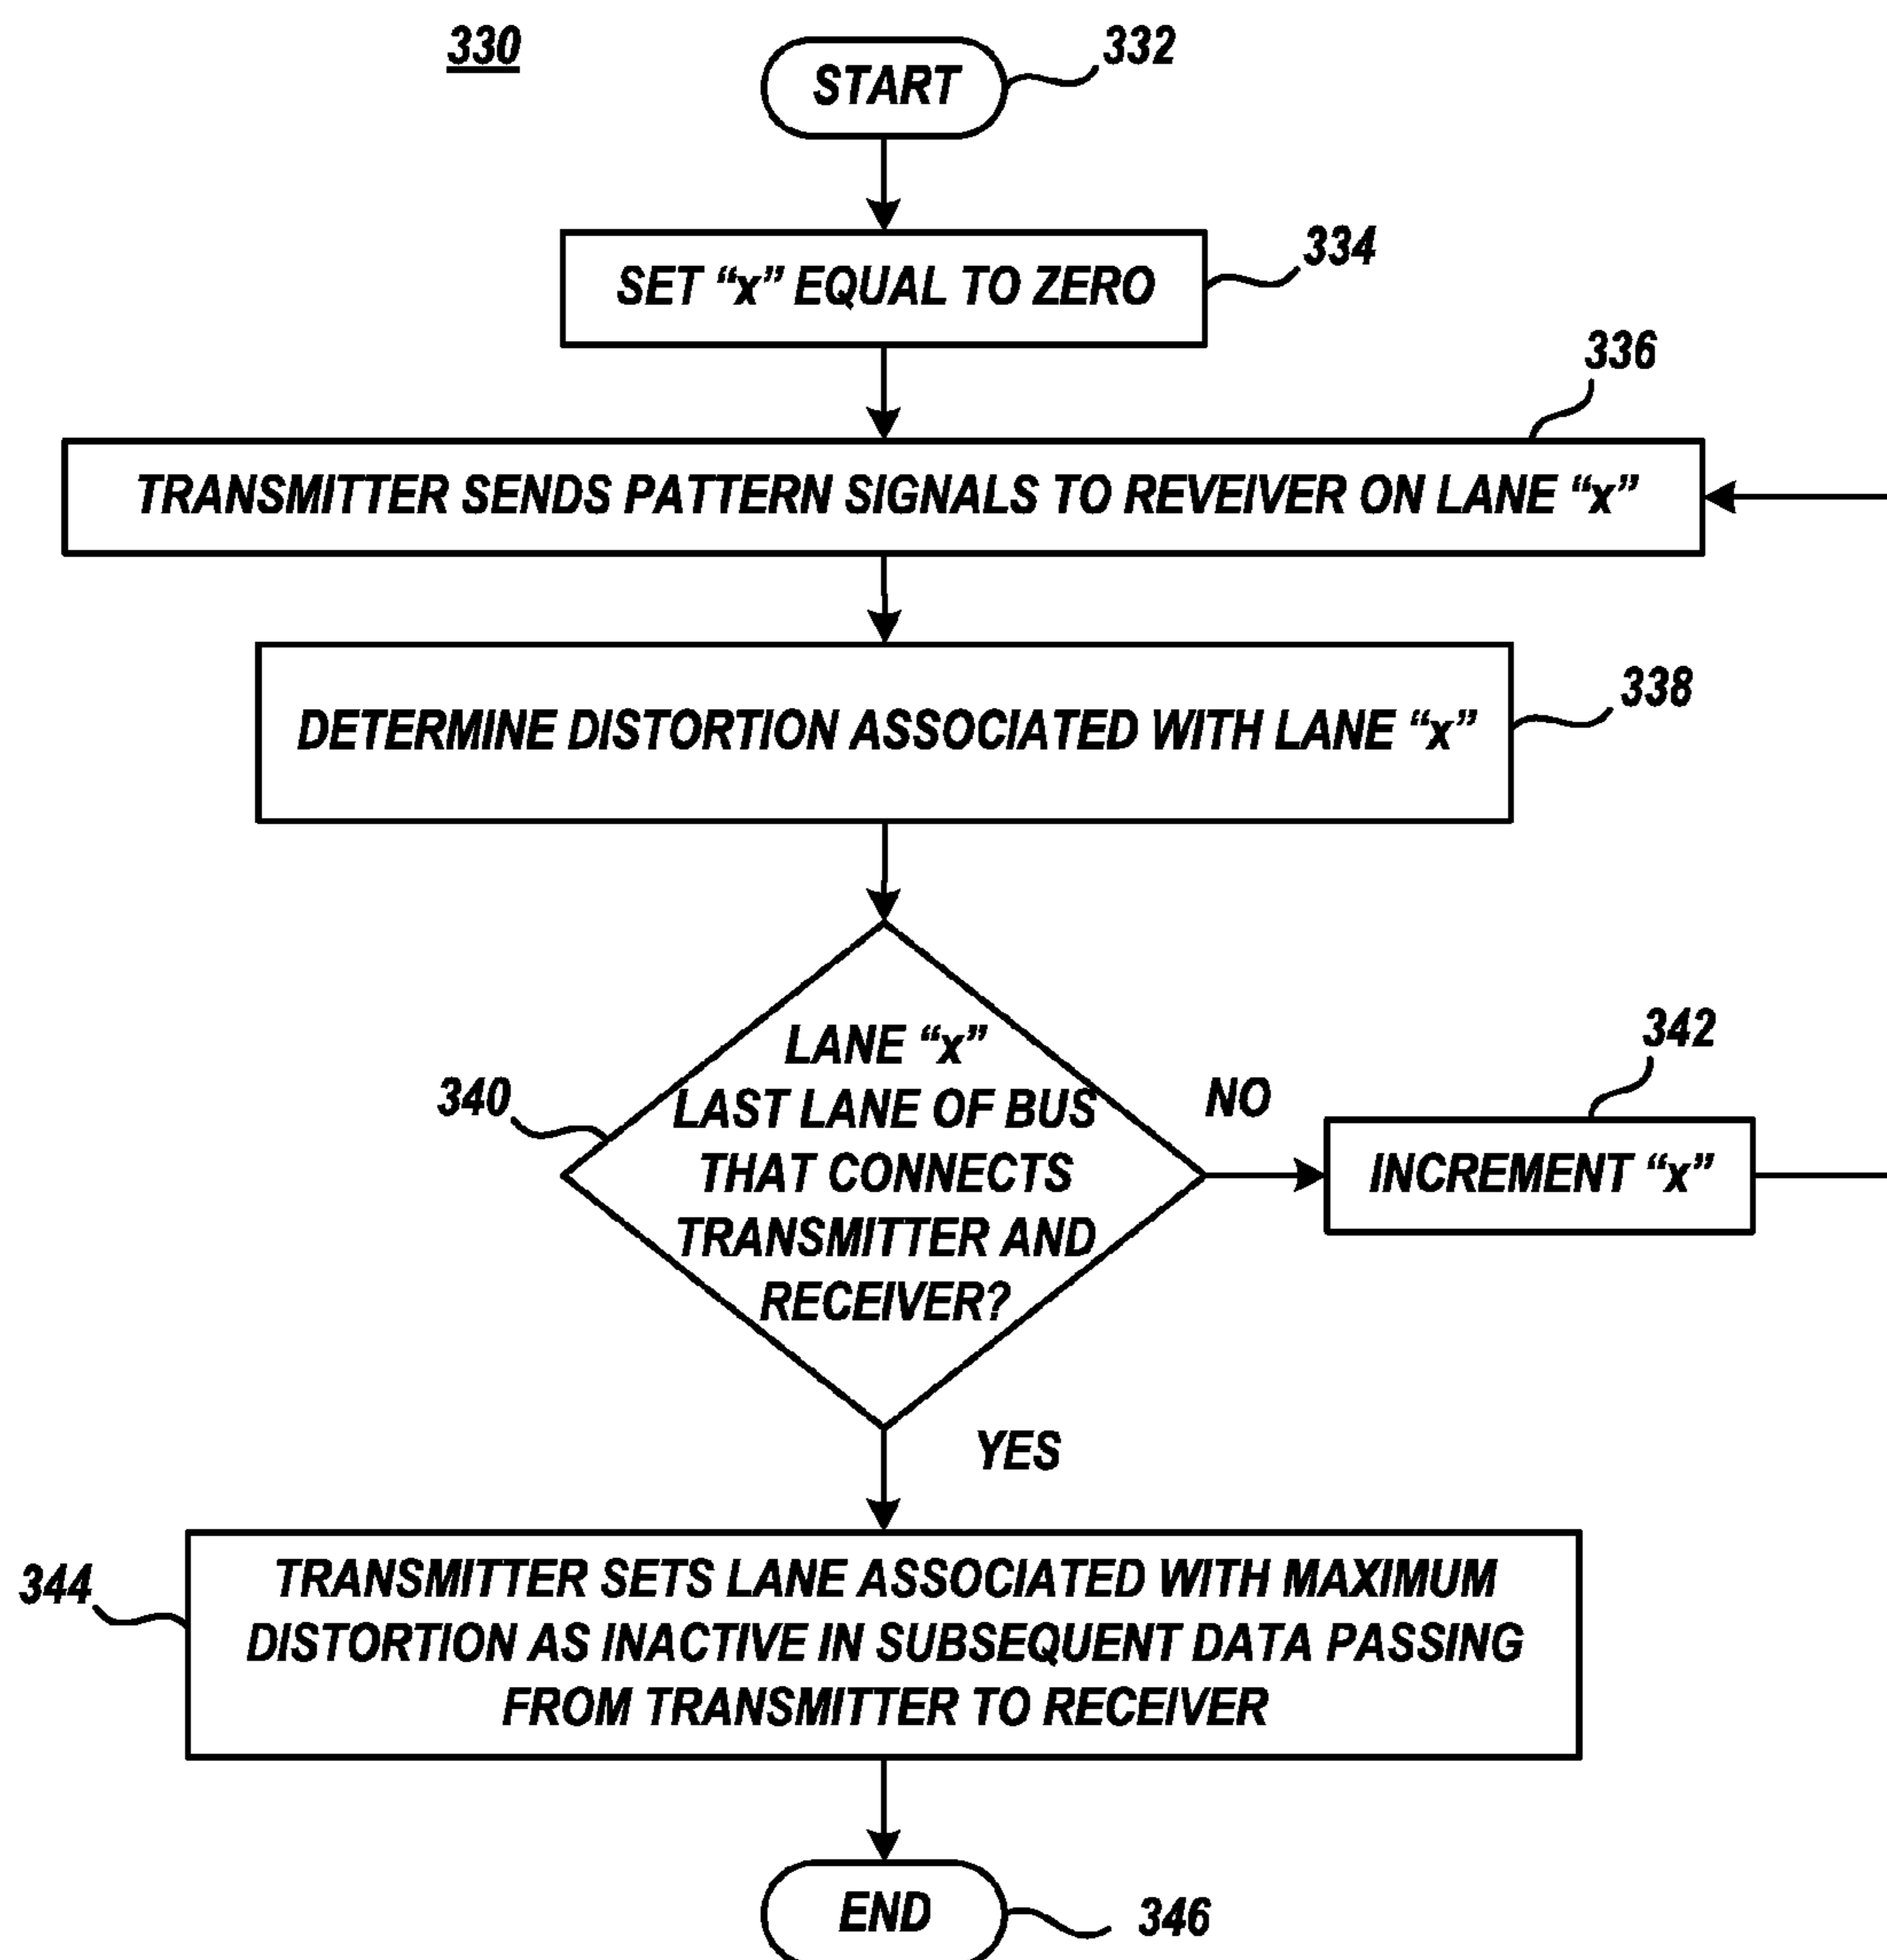 330
332
START
334
SET “x” EQUAL TO ZERO
336
TRANSMITTER SENDS PATTERN SIGNALS TO REVEIVER ON LANE “x”
338
DETERMINE DISTORTION ASSOCIATED WITH LANE “x”
340
LANE “x”
LAST LANE OF BUS
THAT CONNECTS
TRANSMITTER AND
RECEIVER?
NO
342
INCREMENT “x”
YES
344
TRANSMITTER SETS LANE ASSOCIATED WITH MAXIMUM
DISTORTION AS INACTIVE IN SUBSEQUENT DATA PASSING
FROM TRANSMITTER TO RECEIVER
END
346